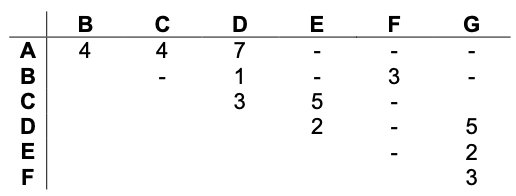 B C D E F G
A 4 4 7 - - -
B - 1 - 3 -
C 3 5 -
D 2 - 5
E - 2
F 3